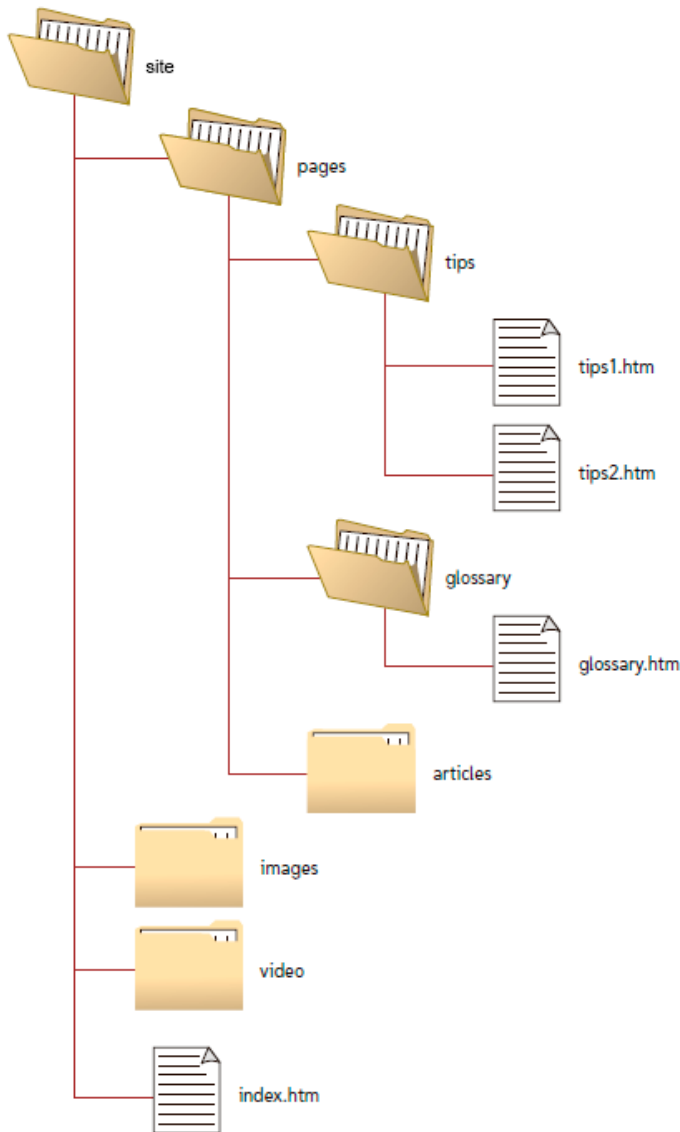 site
pages
tips
tips1.htm
tips2.htm
glossary
glossary.htm
articles
images
video
index.htm